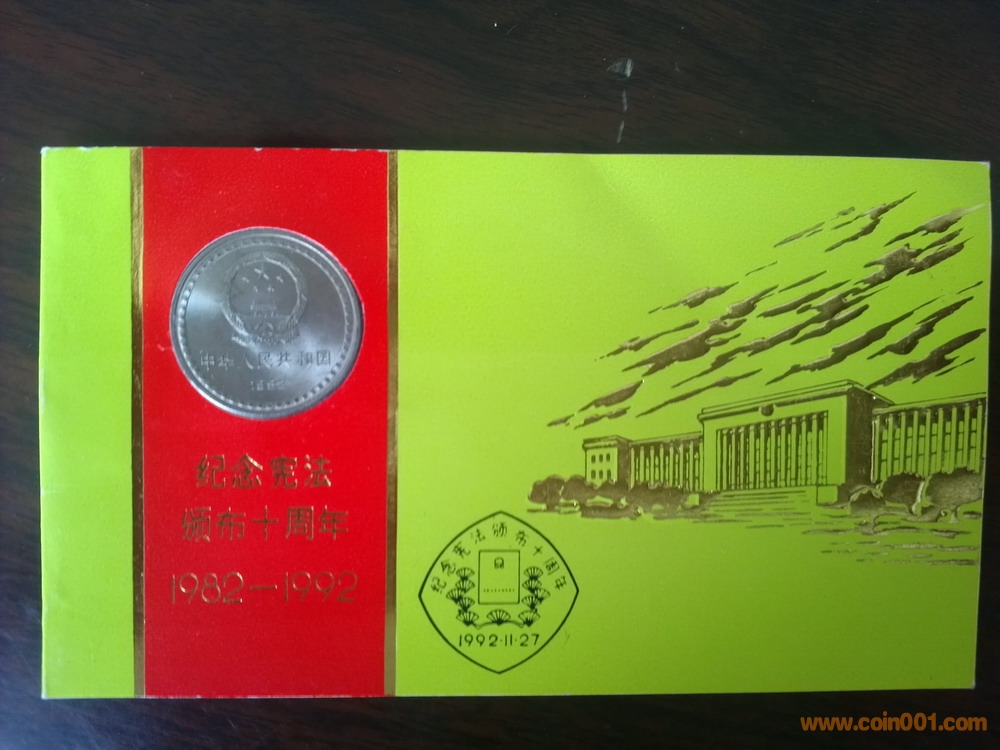 中华人民共和国
1992
纪念宪法
颁布十周年
1982－1992
纪念宪法颁布十周年
1992·11·27
www.coin001.com